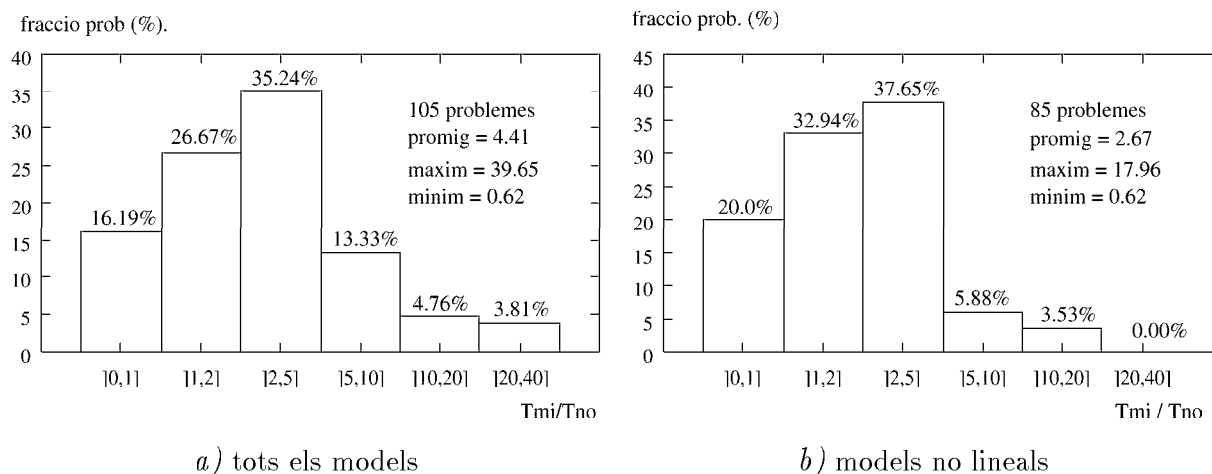 fraccio prob (%).
40
35
30
25
20
15
10
5
0
16.19%
26.67%
35.24%
13.33%
4.76%
3.81%
105 problemes
promig = 4.41
maxim = 39.65
minim = 0.62
]0,1] ]1,2] ]2,5] ]5,10] ]10,20] ]20,40]
Tmi/Tno
a) tots els models
fraccio prob. (%)
45
40
35
30
25
20
15
10
5
0
20.0%
32.94%
37.65%
5.88%
3.53%
0.00%
85 problemes
promig = 2.67
maxim = 17.96
minim = 0.62
]0,1] ]1,2] ]2,5] ]5,10] ]10,20] ]20,40]
Tmi / Tno
b) models no lineals